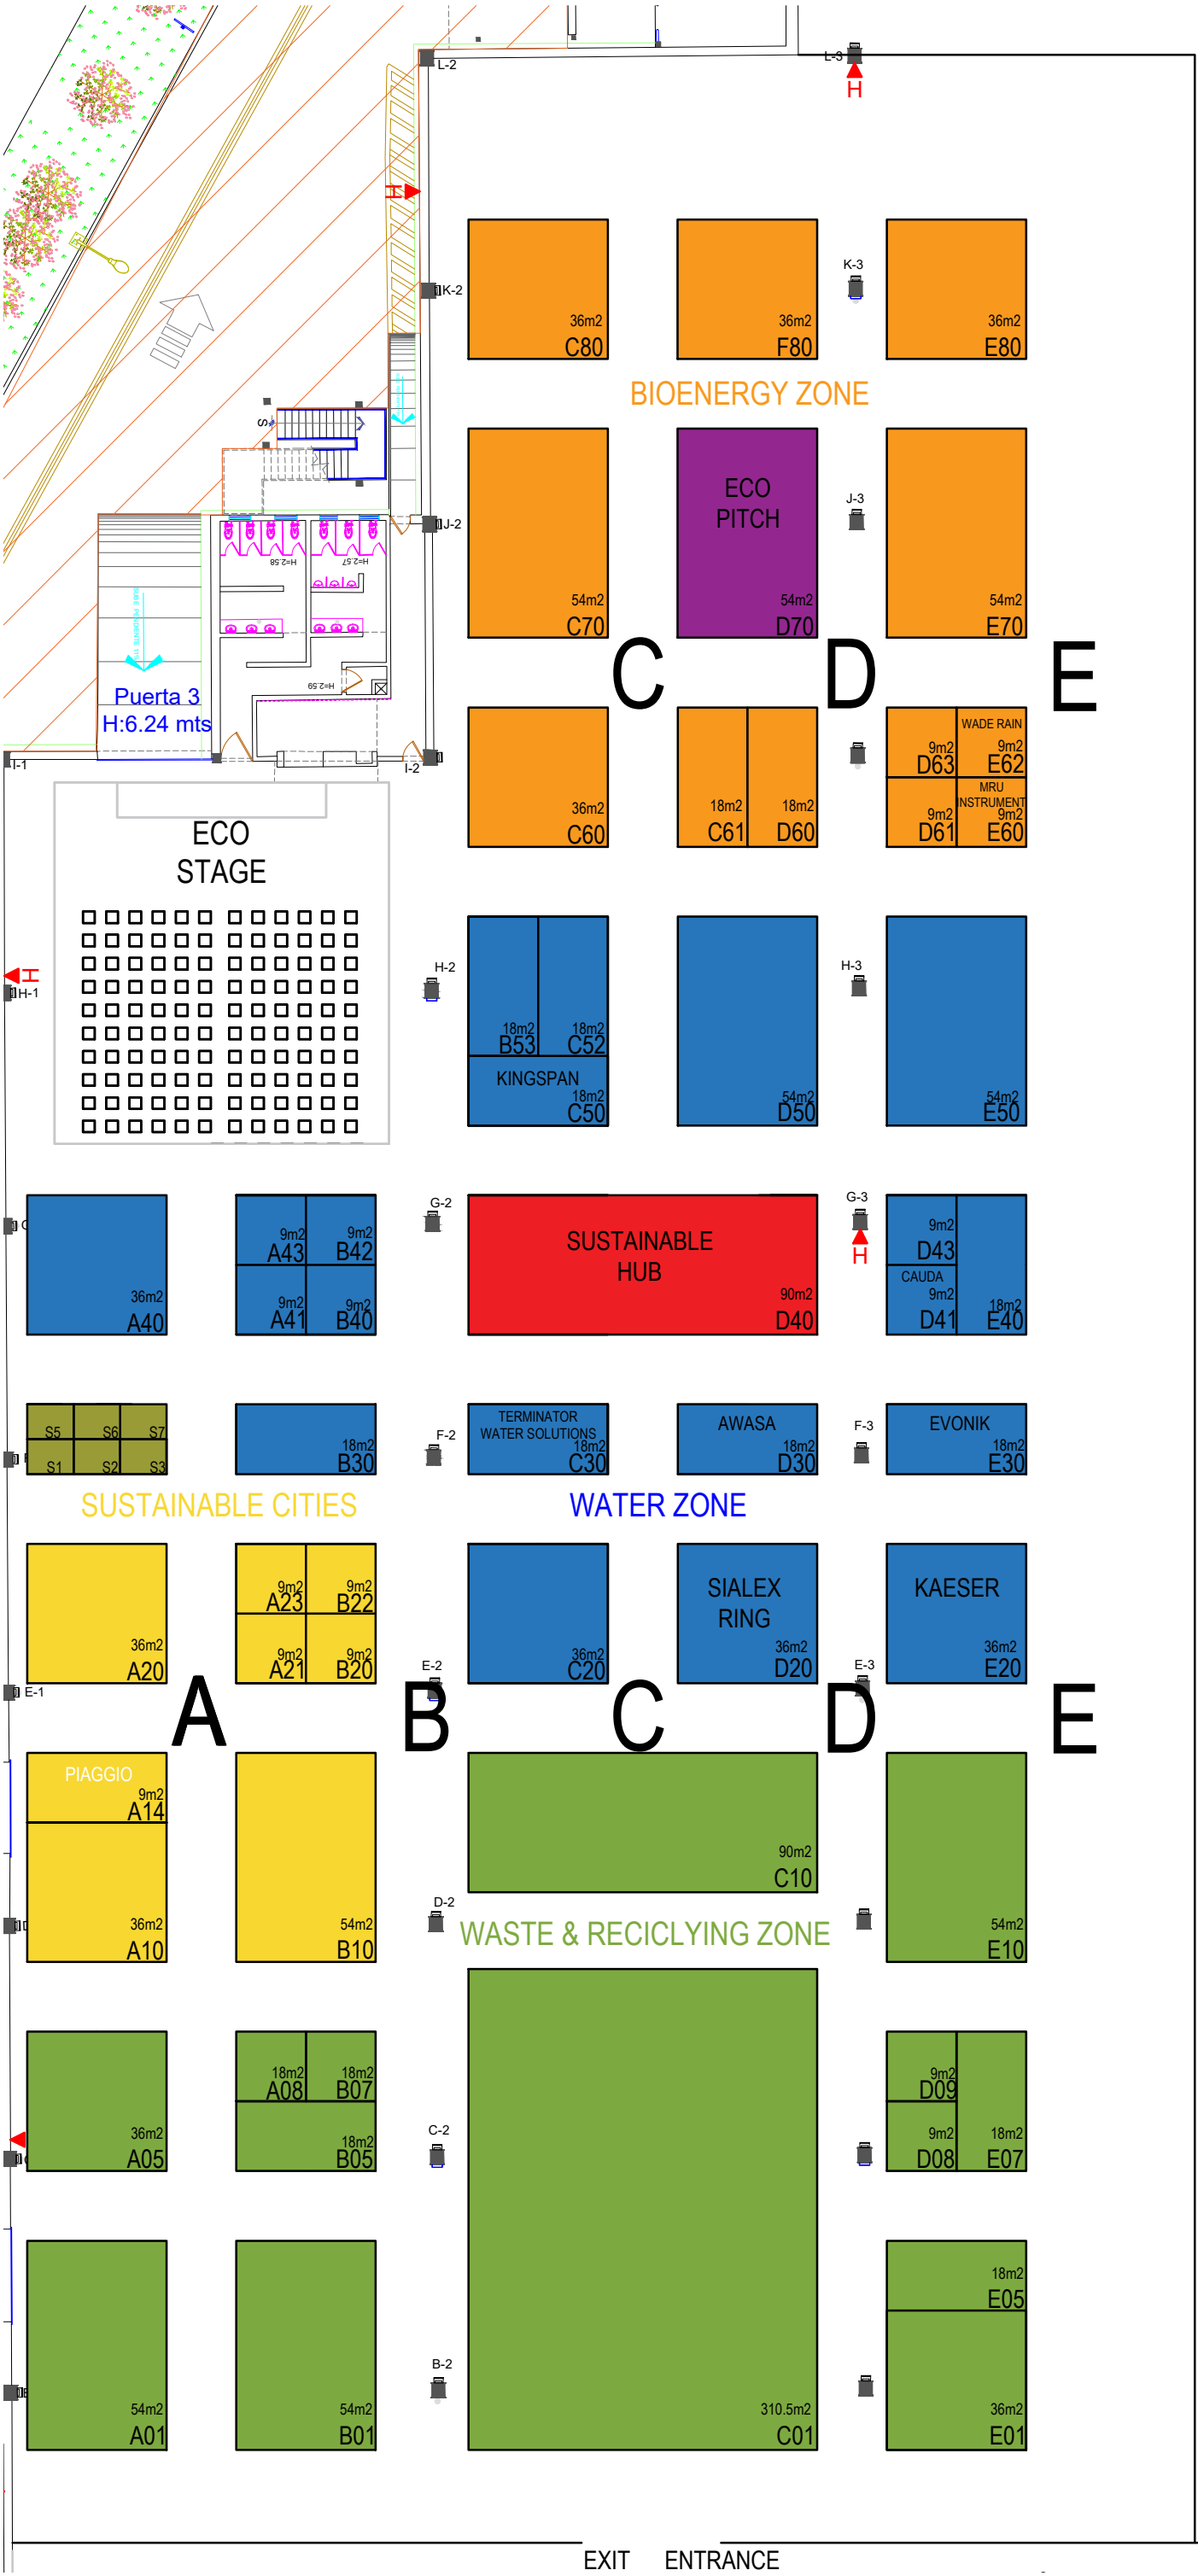 L-2
L-3
H
H
K-2
K-3
36m2
C80
36m2
F80
36m2
E80
BIOENERGY ZONE
S
ECO
PITCH
J-2
J-3
H=2.58
H=2.57
54m2
C70
54m2
D70
54m2
E70
C D E
H=2.59
Puerta 3
H:6.24 mts
I-1
I-2
36m2
C60
18m2
C61
18m2
D60
9m2
D63
WADE RAIN
9m2
E62
9m2
D61
MRU
INSTRUMENT
9m2
E60
ECO
STAGE
H
H-1
H-2
H-3
18m2
B53
18m2
C52
KINGSPAN
18m2
C50
54m2
D50
54m2
E50
G-2
G-3
H
36m2
A40
9m2
A43
9m2
B42
9m2
A41
9m2
B40
SUSTAINABLE
HUB
90m2
D40
9m2
D43
CAUDA
9m2
D41
18m2
E40
S5 S6 S7
S1 S2 S3
18m2
B30
F-2
TERMINATOR
WATER SOLUTIONS
18m2
C30
AWASA
18m2
D30
F-3
EVONIK
18m2
E30
SUSTAINABLE CITIES
WATER ZONE
36m2
A20
9m2
A23
9m2
B22
9m2
A21
9m2
B20
36m2
C20
SIALEX
RING
36m2
D20
KAESER
36m2
E20
E-1
E-2
E-3
A B C D E
PIAGGIO
9m2
A14
36m2
A10
54m2
B10
90m2
C10
54m2
E10
D-2
WASTE & RECICLYING ZONE
36m2
A05
18m2
A08
18m2
B07
18m2
B05
C-2
9m2
D09
9m2
D08
18m2
E07
18m2
E05
B-2
54m2
A01
54m2
B01
310.5m2
C01
36m2
E01
EXIT ENTRANCE